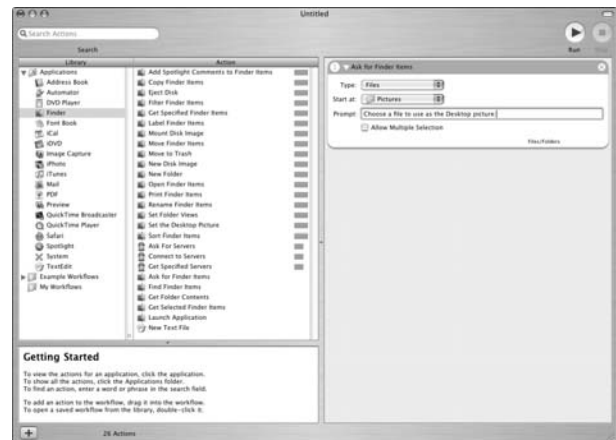 Untitled
Search Actions
Search
Run
Stop
Library
Applications
Address Book
Automator
DVD Player
Finder
Font Book
iCal
iDVD
Image Capture
iPhoto
iTunes
Mail
PDF
Preview
QuickTime Broadcaster
QuickTime Player
Safari
Spotlight
System
TextEdit
Example Workflows
My Workflows
Action
Add Spotlight Comments to Finder Items
Copy Finder Items
Eject Disk
Filter Finder Items
Get Specified Finder Items
Label Finder Items
Mount Disk Image
Move Finder Items
Move to Trash
New Disk Image
New Folder
Open Finder Items
Print Finder Items
Rename Finder Items
Set Folder Views
Set the Desktop Picture
Sort Finder Items
Ask For Servers
Connect to Servers
Get Specified Servers
Ask for Finder Items
Find Finder Items
Get Folder Contents
Get Selected Finder Items
Launch Application
New Text File
1 Ask for Finder Items
Type: Files
Start at: Pictures
Prompt: Choose a file to use as the Desktop picture.
Allow Multiple Selection
Files/Folders
Getting Started
To view the actions for an application, click the application.
To show all the actions, click the Applications folder.
To find an action, enter a word or phrase in the search field.
To add an action to the workflow, drag it into the workflow.
To open a saved workflow from the library, double-click it.
26 Actions